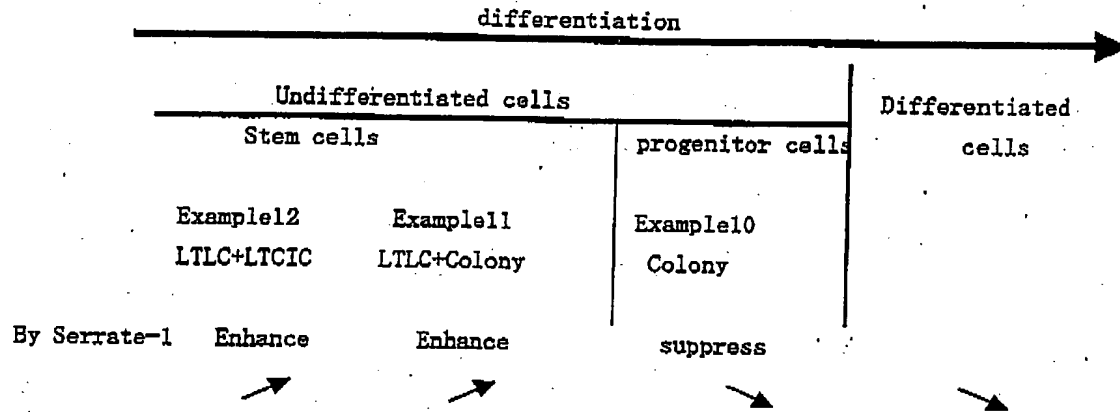 differentiation
Undifferentiated cells
Differentiated
cells
Stem cells
progenitor cells
Example12
Example11
Example10
LTLC+LTCIC
LTLC+Colony
Colony
By Serrate-1
Enhance
Enhance
suppress